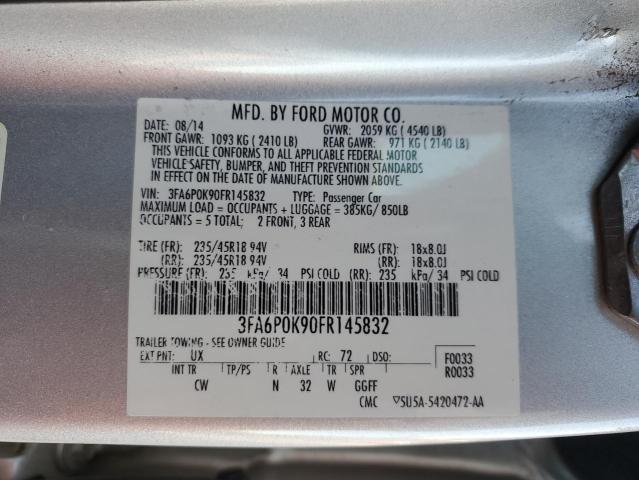 MFD. BY FORD MOTOR CO.
DATE: 08/14 GVWR: 2059 KG ( 4540 LB)
FRONT GAWR: 1093 KG ( 2410 LB) REAR GAWR: 971 KG ( 2140 LB)
THIS VEHICLE CONFORMS TO ALL APPLICABLE FEDERAL MOTOR
VEHICLE-SAFETY, BUMPER, AND THEFT PREVENTION STANDARDS
IN EFFECT ON THE DATE OF MANUFACTURE SHOWN ABOVE.
VIN: 3FA6P0K90FR145832 TYPE: Passenger Car
MAXIMUM LOAD = OCCUPANTS + LUGGAGE = 385KG/ 850LB
OCCUPANTS = 5 TOTAL: 2 FRONT, 3 REAR
TIRE (FR): 235/45R18 94V RIMS (FR): 18x8.0J
(RR): 235/45R18 94V (RR): 18x8.0J
PRESSURE (FR): 235 kPa/ 34 PSI COLD (RR): 235 kPa/ 34 PSI COLD
3FA6P0K90FR145832
TRAILER TOWING - SEE OWNER GUIDE
EXT PNT: UX RC: 72 DSO: F0033
INT TR TP/PS R AXLE TR SPR R0033
CW N 32 W GGFF
CMC ▽5U5A-5420472-AA